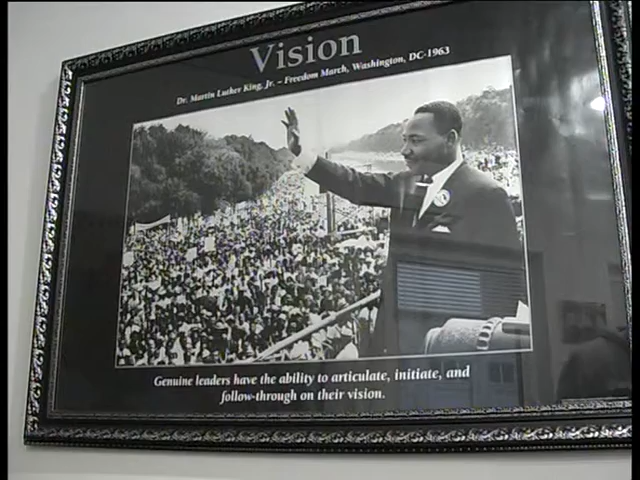 Vision
Dr. Martin Luther King, Jr. – Freedom March, Washington, DC-1963
Genuine leaders have the ability to articulate, initiate, and
follow-through on their vision.